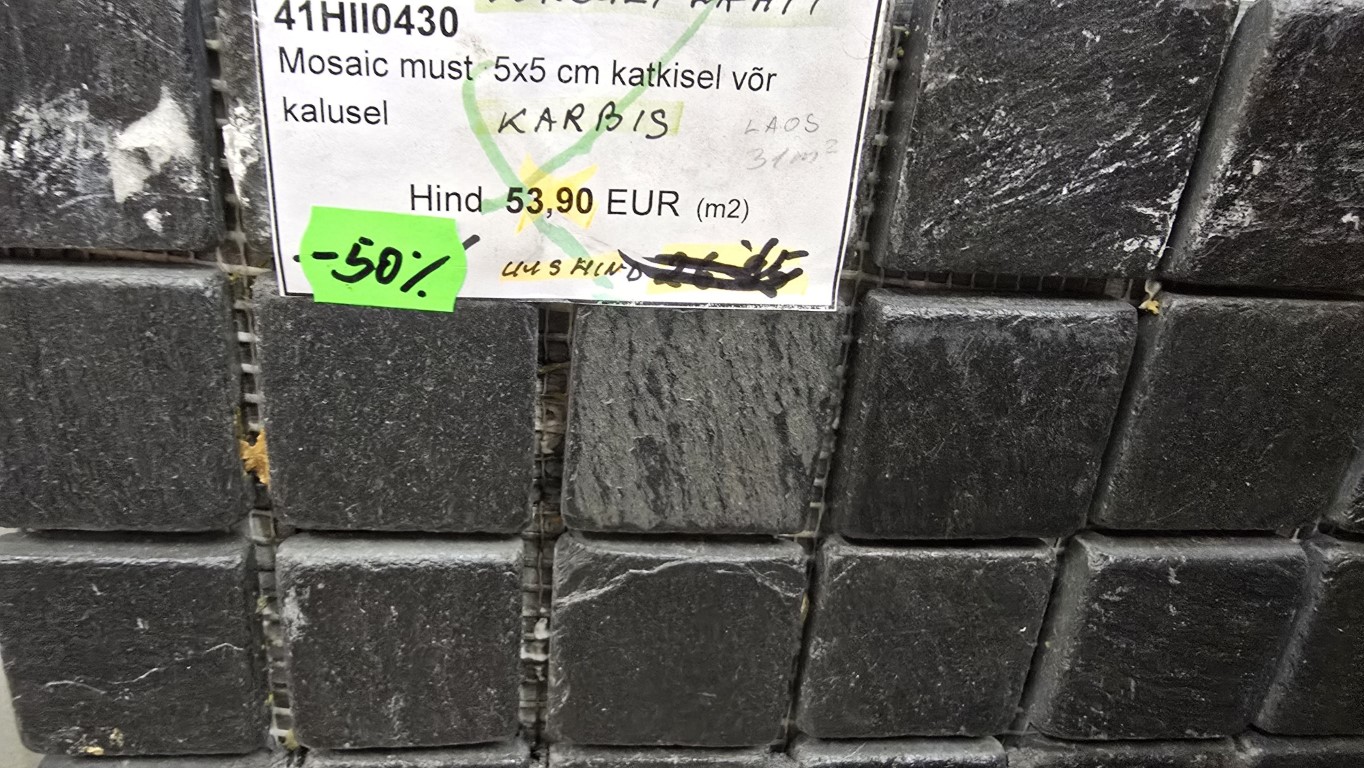 41HII0430
Mosaic must 5x5 cm katkisel võr
kalusel
KARBIS
LAOS
31m²
Hind 53,90 EUR (m2)
-50%
UUS HIND